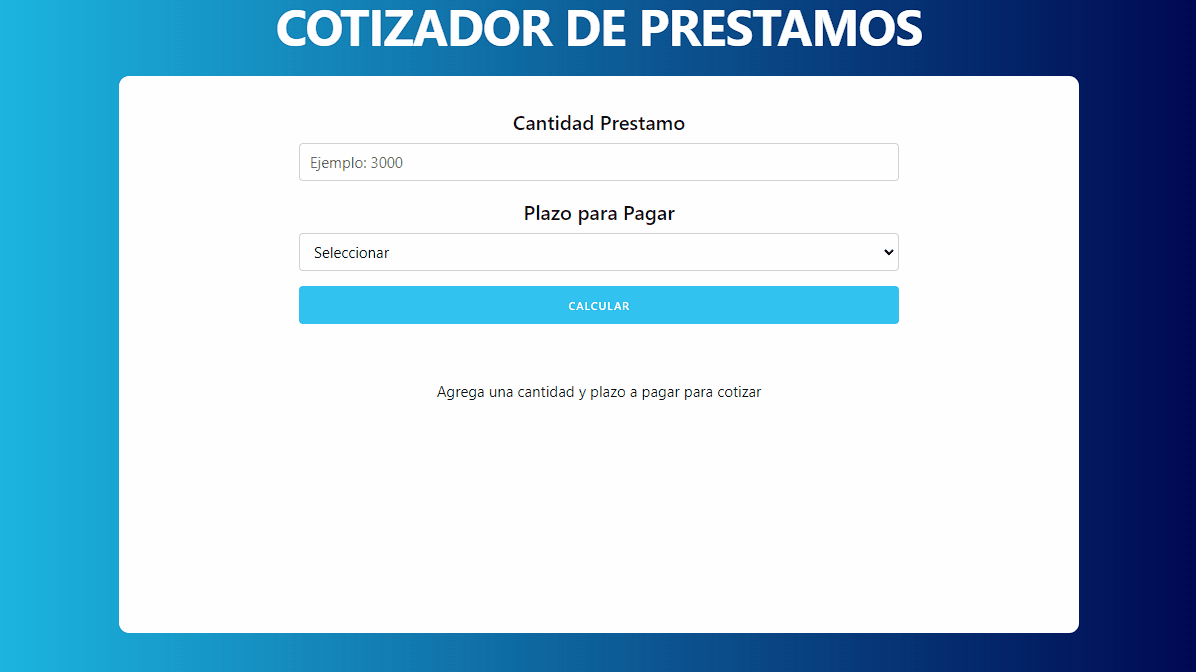 COTIZADOR DE PRESTAMOS
Cantidad Prestamo
Ejemplo: 3000
Plazo para Pagar
Seleccionar
CALCULAR
Agrega una cantidad y plazo a pagar para cotizar